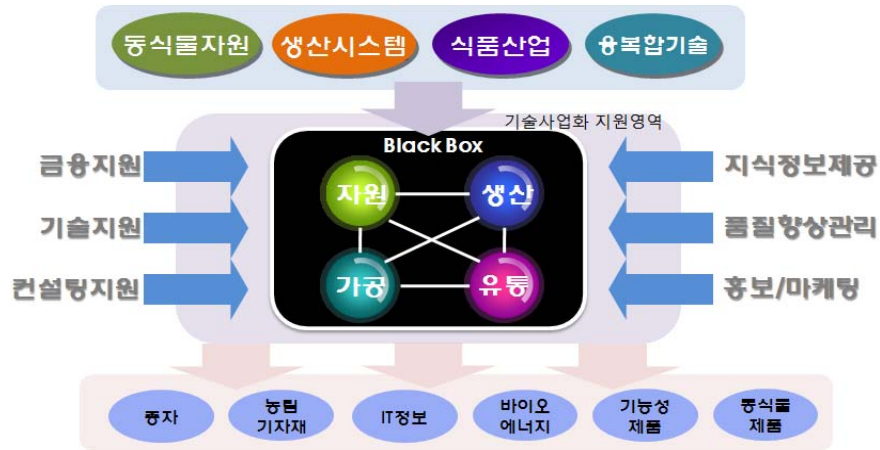 동식물자원
생산시스템
식품산업
융복합기술
기술사업화 지원영역
Black Box
금융지원
기술지원
컨설팅지원
자원
생산
가공
유통
지식정보제공
품질향상관리
홍보/마케팅
종자
농림
기자재
IT정보
바이오
에너지
기능성
제품
동식물
제품